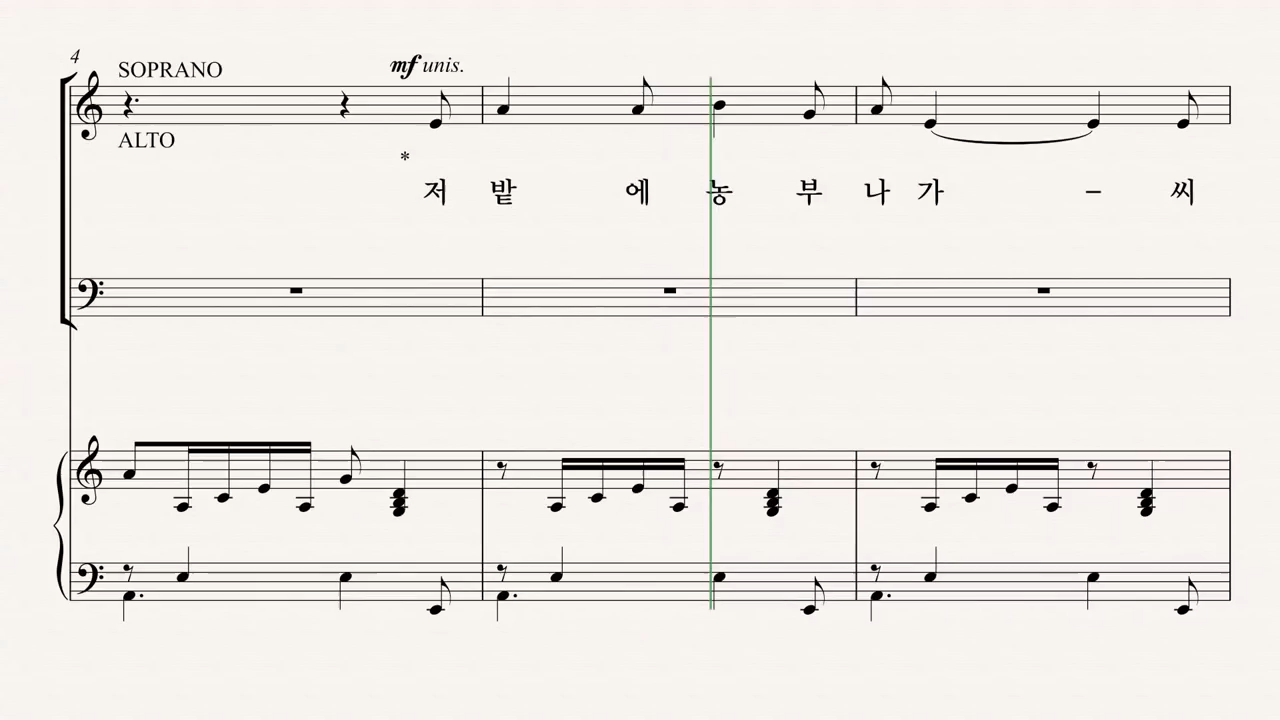 4
SOPRANO
mf unis.
ALTO
*
저 밭 에 농 부 나 가 – 씨